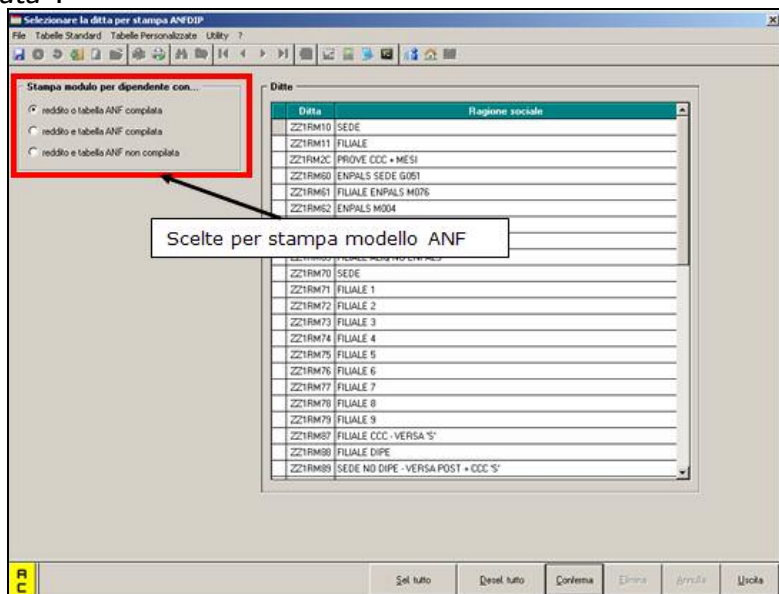 Selezionare la ditta per stampa ANFDIP
File Tabelle Standard Tabelle Personalizzate Utility ?
Stampa modulo per dipendente con...
reddito o tabella ANF compilata
reddito e tabella ANF compilata
reddito e tabella ANF non compilata
Ditte
Ditta Ragione sociale
ZZ1RM10 SEDE
ZZ1RM11 FILIALE
ZZ1RM2C PROVE CCC + MESI
ZZ1RM60 ENPALS SEDE G051
ZZ1RM61 FILIALE ENPALS M076
ZZ1RM62 ENPALS M004
Scelte per stampa modello ANF
ZZ1RM70 SEDE
ZZ1RM71 FILIALE 1
ZZ1RM72 FILIALE 2
ZZ1RM73 FILIALE 3
ZZ1RM74 FILIALE 4
ZZ1RM75 FILIALE 5
ZZ1RM76 FILIALE 6
ZZ1RM77 FILIALE 7
ZZ1RM78 FILIALE 8
ZZ1RM79 FILIALE 9
ZZ1RM87 FILIALE CCC - VERSA 'S'
ZZ1RM88 FILIALE DIPE
ZZ1RM89 SEDE NO DIPE - VERSA POST + CCC 'S'
A
C
Sel. tutto Desel. tutto Conferma Elimina Annulla Uscita